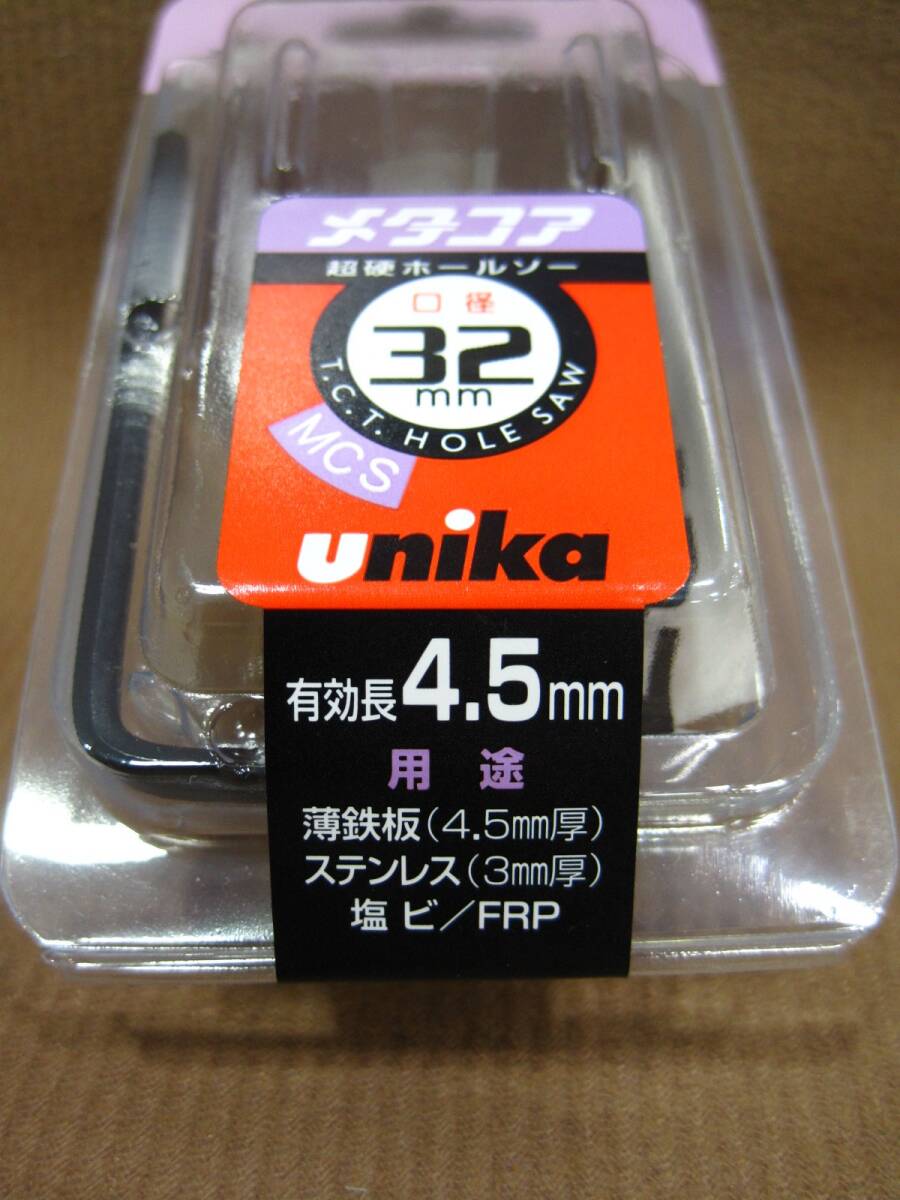 メタコア
超硬ホールソー
口径
32
mm
T.C.T. HOLE SAW
MCS
unika
有効長4.5mm
用途
薄鉄板(4.5mm厚)
ステンレス(3mm厚)
塩ビ/FRP